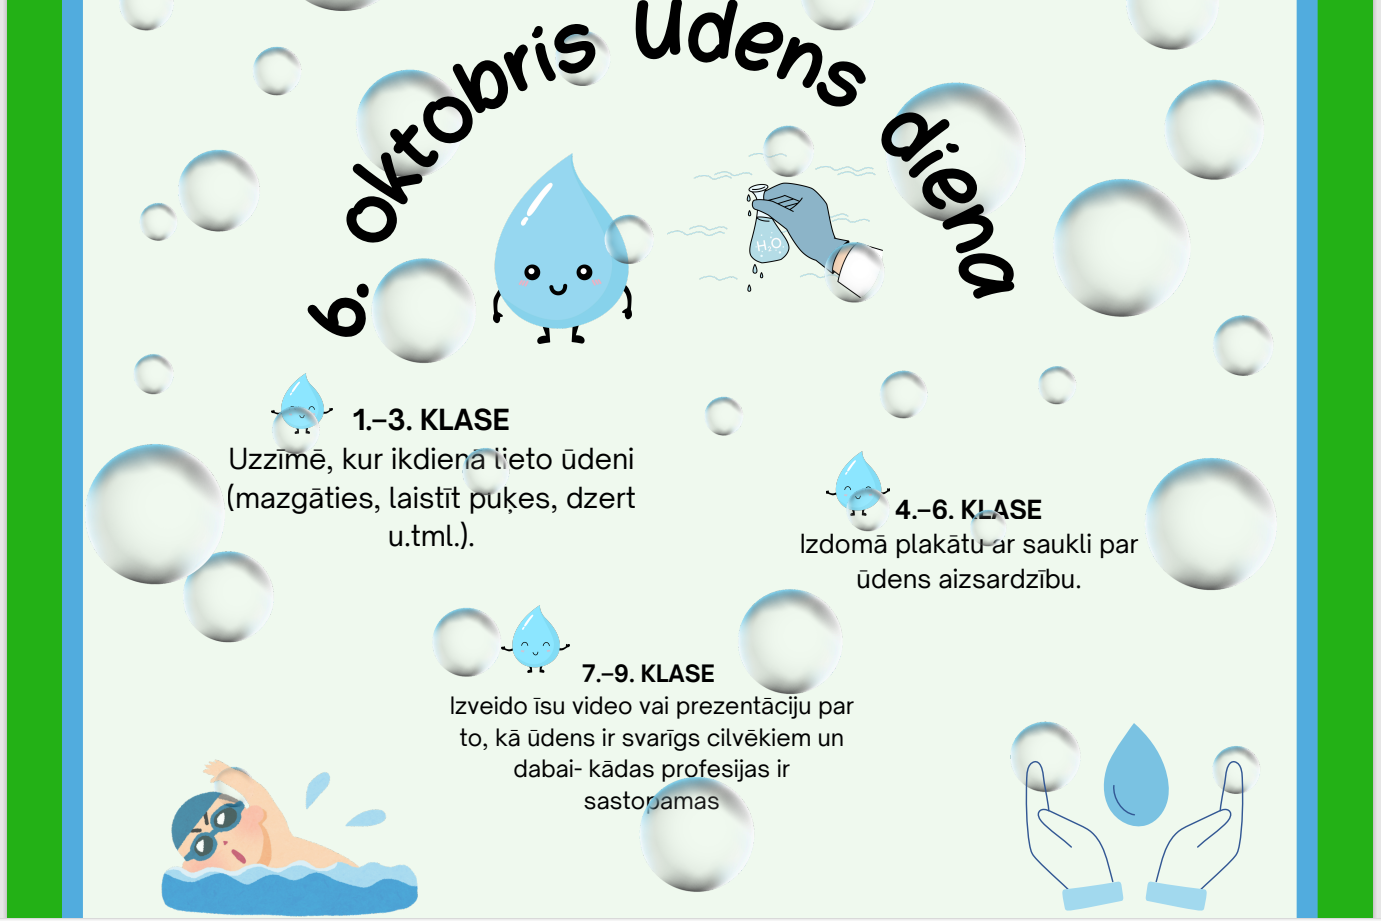 6. oktobris Ūdens diena
H₂O
1.–3. KLASE
Uzzīmē, kur ikdienā lieto ūdeni
(mazgāties, laistīt puķes, dzert
u.tml.).
4.–6. KLASE
Izdomā plakātu ar saukli par
ūdens aizsardzību.
7.–9. KLASE
Izveido īsu video vai prezentāciju par
to, kā ūdens ir svarīgs cilvēkiem un
dabai- kādas profesijas ir
sastopamas